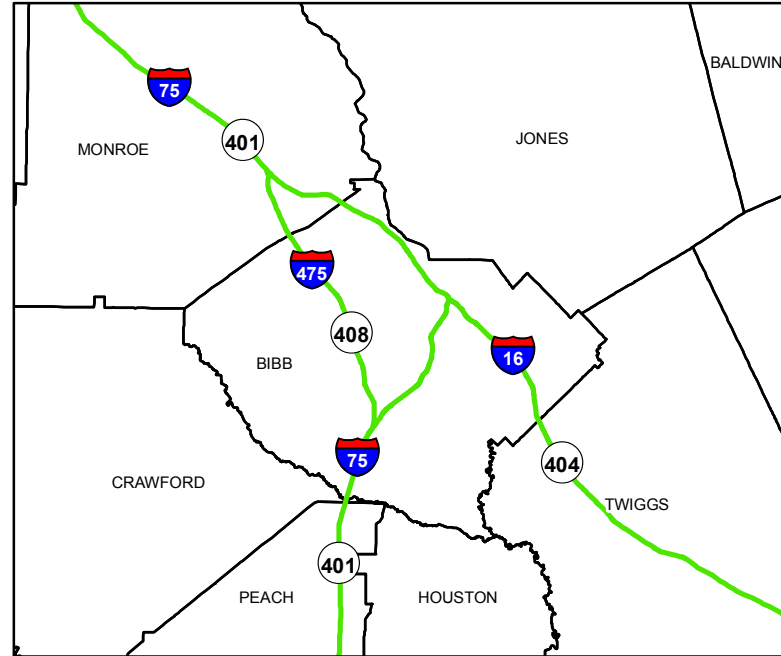 BALDWIN
75
401
JONES
MONROE
475
408
16
BIBB
75
404
CRAWFORD
TWIGGS
401
PEACH
HOUSTON